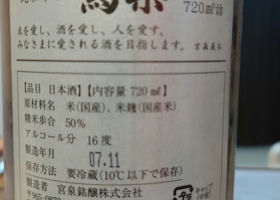 720㎖詰
米を愛し、酒を愛し、人を愛す。
みなさまに愛される酒を目指します。
【品目 日本酒】【内容量 720㎖】
原材料名 米(国産)、米麹(国産米)
精米歩合 50%
アルコール分 16度
製造年月 07.11
保存方法 要冷蔵(10℃以下で保存)
製造者 宮泉銘醸株式会社
〒965-0872